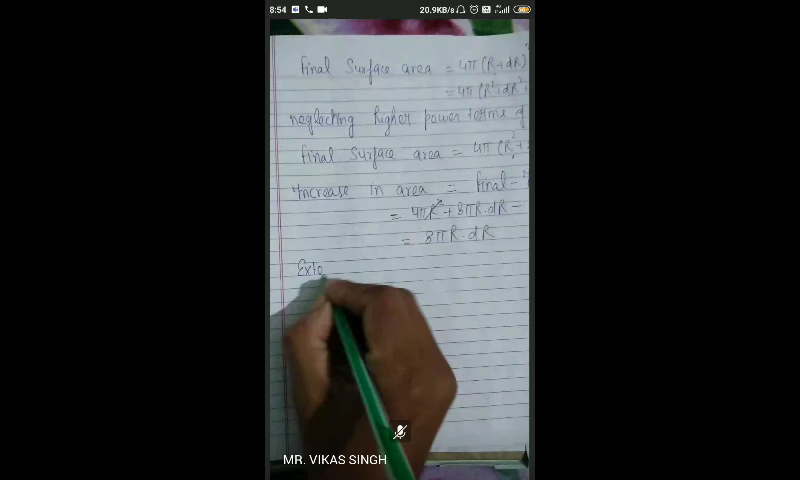 8:54
20.9KB/s
final Surface area = 4π(R+dR)
= 4π(R²+dR²+
neglecting higher power terms of
final Surface area = 4π(R²+
Increase in area = final -
= 4πR² + 8πR.dR -
= 8πR.dR
Exte
MR. VIKAS SINGH